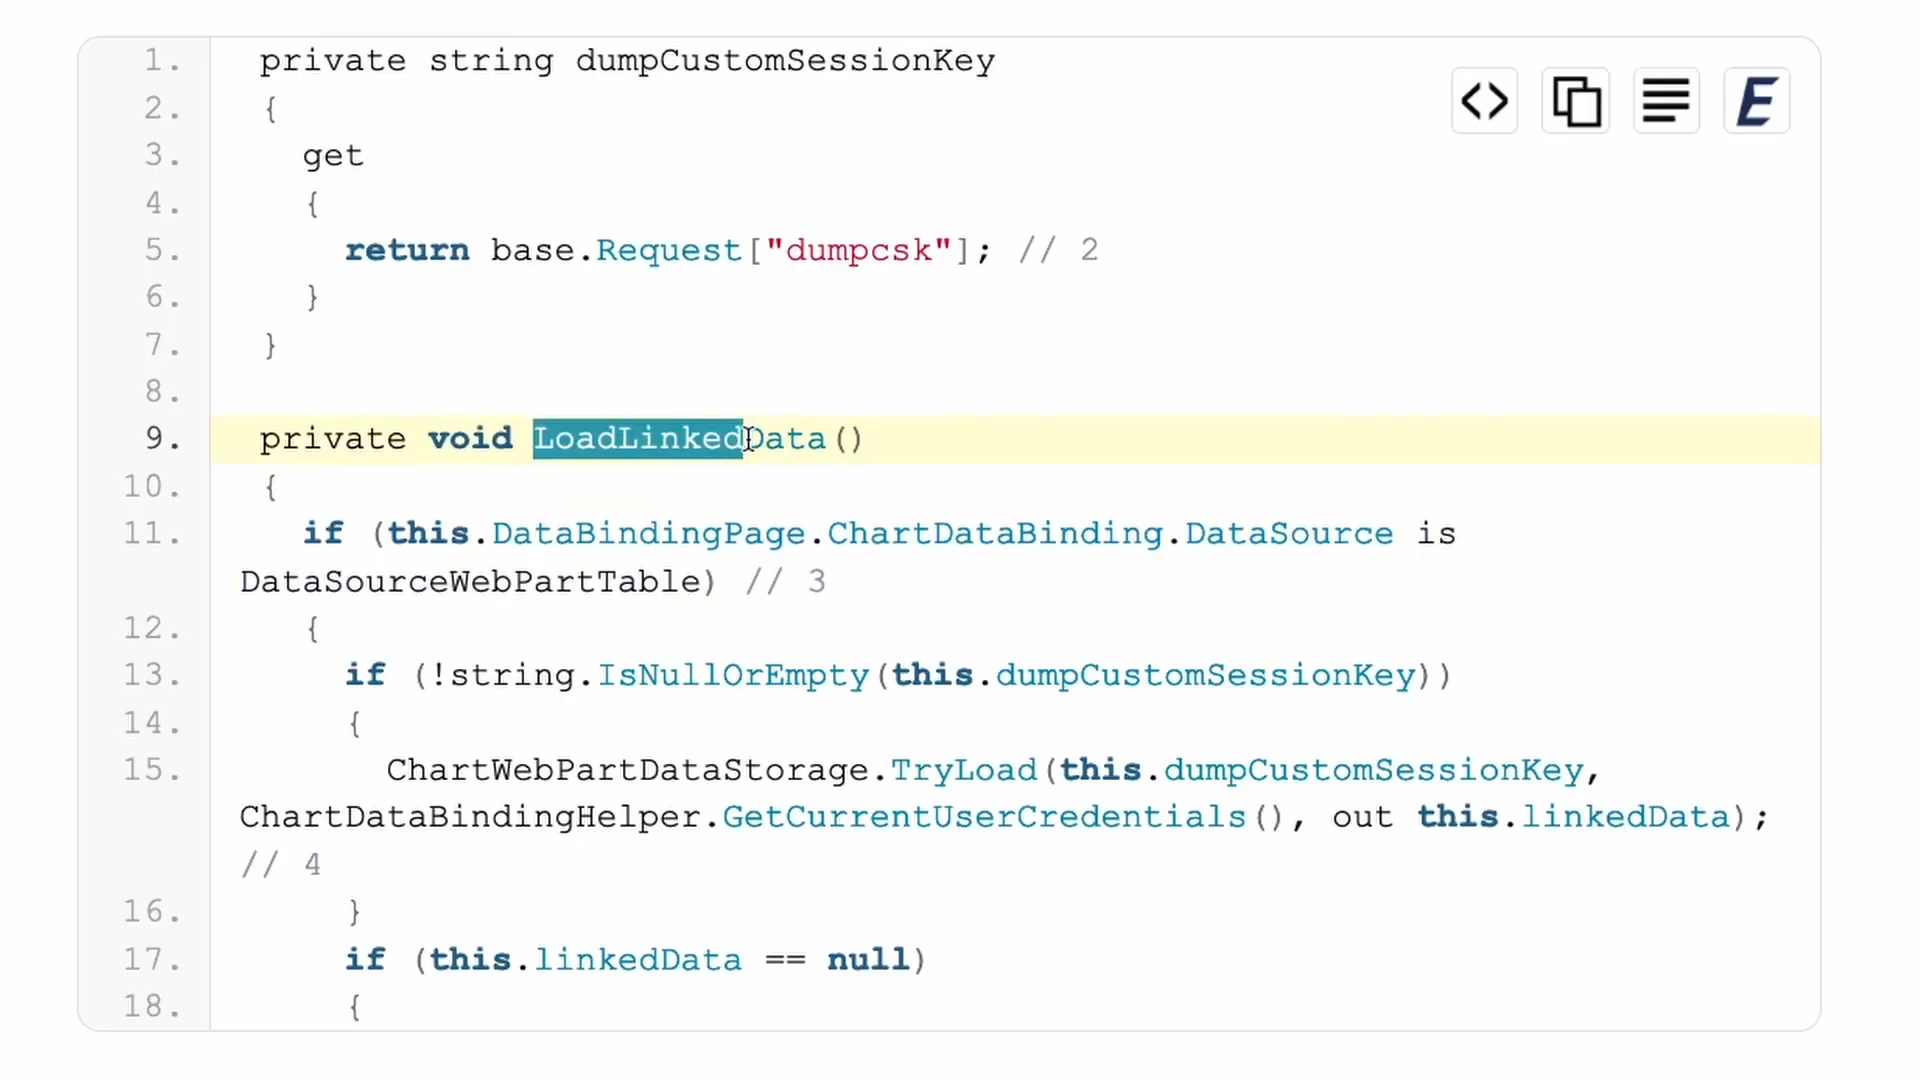 1. private string dumpCustomSessionKey
2. {
3. get
4. {
5. return base.Request["dumpcsk"]; // 2
6. }
7. }
8.
9. private void LoadLinkedData()
10. {
11. if (this.DataBindingPage.ChartDataBinding.DataSource is
DataSourceWebPartTable) // 3
12. {
13. if (!string.IsNullOrEmpty(this.dumpCustomSessionKey))
14. {
15. ChartWebPartDataStorage.TryLoad(this.dumpCustomSessionKey,
ChartDataBindingHelper.GetCurrentUserCredentials(), out this.linkedData);
// 4
16. }
17. if (this.linkedData == null)
18. {
E